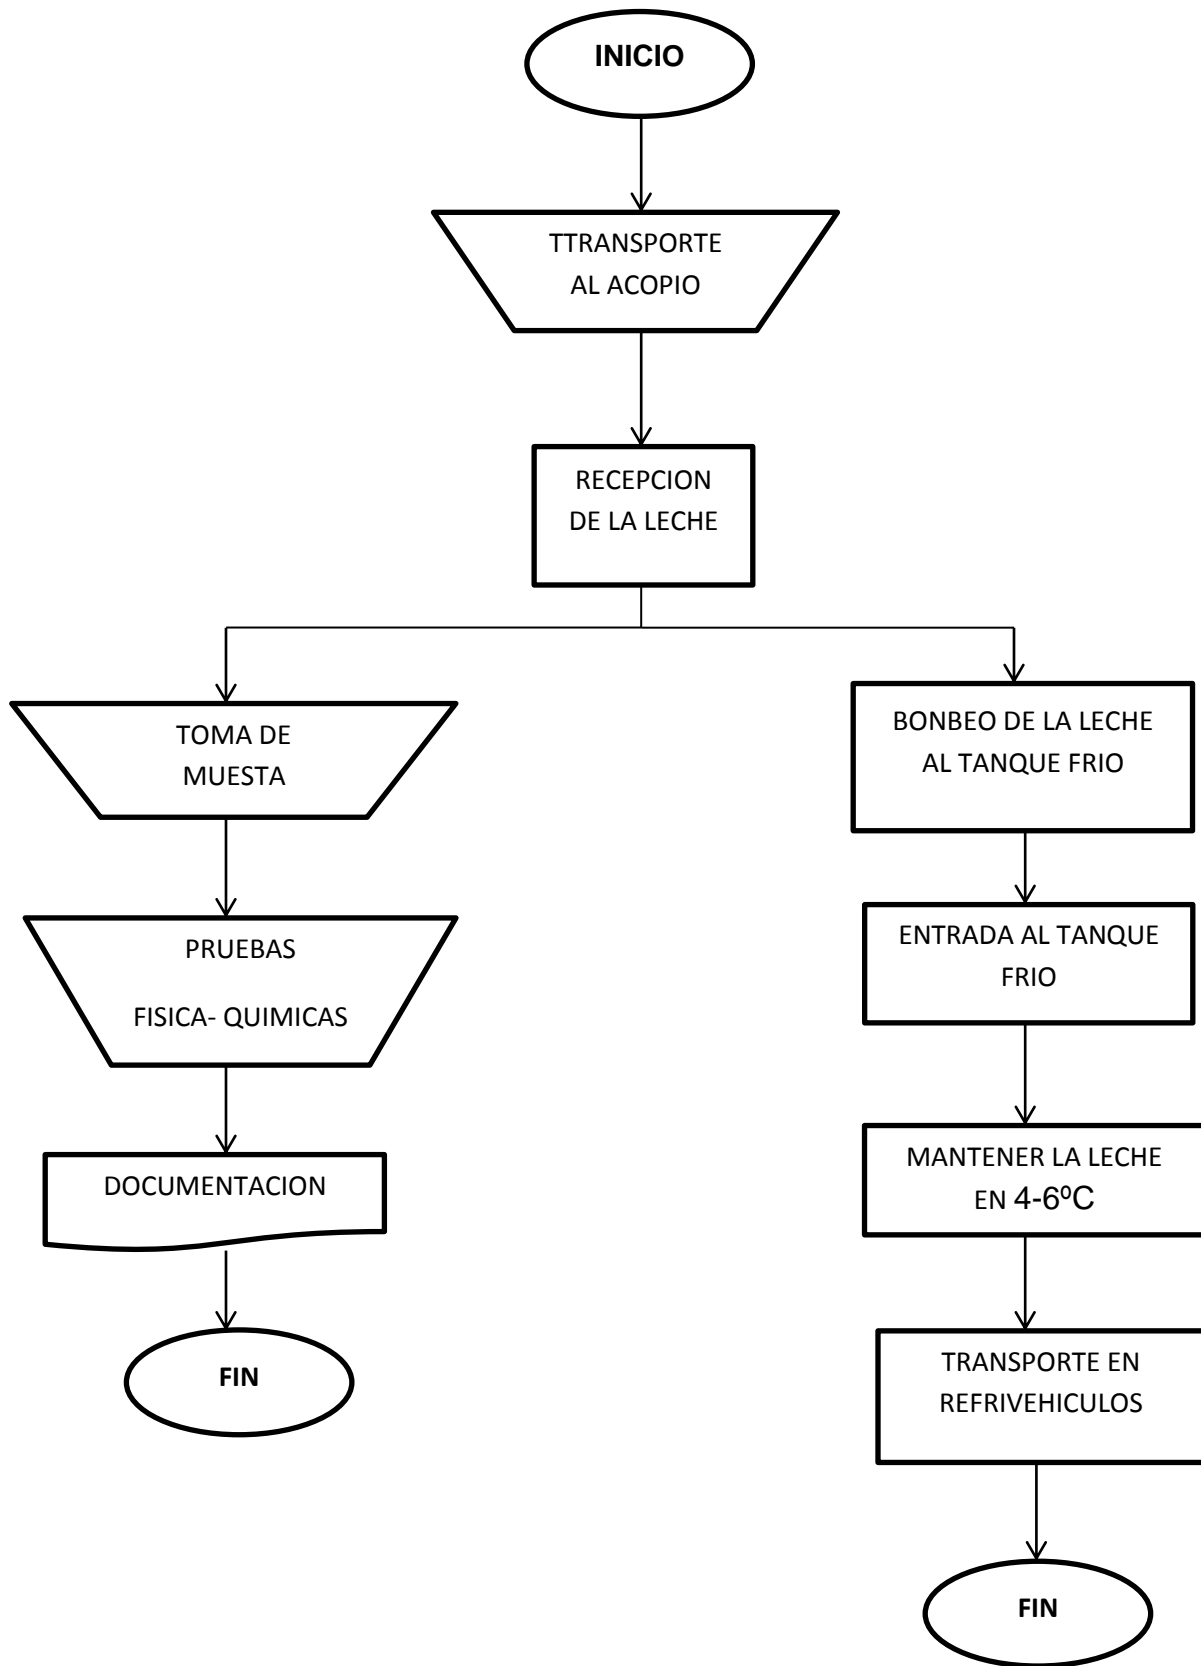 INICIO
TTRANSPORTE
AL ACOPIO
RECEPCION
DE LA LECHE
TOMA DE
MUESTA
PRUEBAS
FISICA- QUIMICAS
DOCUMENTACION
FIN
BONBEO DE LA LECHE
AL TANQUE FRIO
ENTRADA AL TANQUE
FRIO
MANTENER LA LECHE
EN 4-6ºC
TRANSPORTE EN
REFRIVEHICULOS
FIN